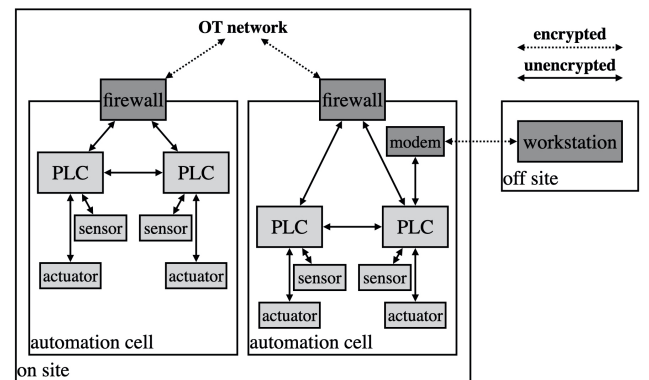 OT network
encrypted
unencrypted
firewall
firewall
modem
workstation
off site
PLC
PLC
sensor
sensor
actuator
actuator
automation cell
PLC
PLC
sensor
sensor
actuator
actuator
automation cell
on site